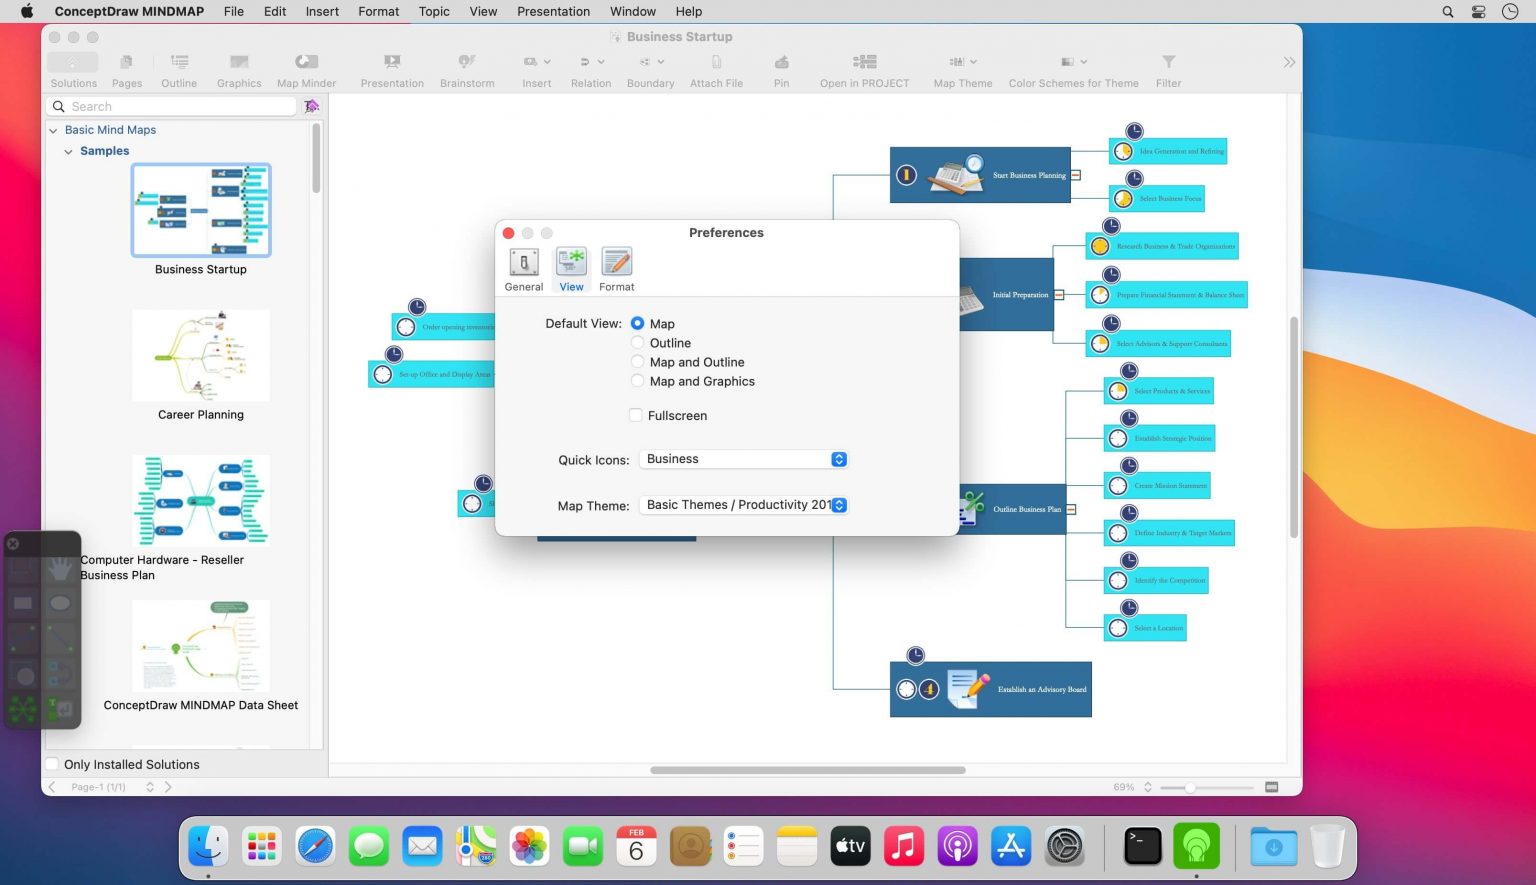 ConceptDraw MINDMAP File Edit Insert Format Topic View Presentation Window Help
Business Startup
Solutions Pages Outline Graphics Map Minder Presentation Brainstorm Insert Relation Boundary Attach File Pin Open in PROJECT Map Theme Color Schemes for Theme Filter
Search
Basic Mind Maps
Samples
Business Startup
Career Planning
Computer Hardware - Reseller
Business Plan
ConceptDraw MINDMAP Data Sheet
Only Installed Solutions
Page-1 (1/1)
69%
Order opening inventorie
Set-up Office and Display Areas
1
Start Business Planning
Idea Generation and Refining
Select Business Focus
Initial Preparation
Research Business & Trade Organizations
Prepare Financial Statement & Balance Sheet
Select Advisors & Support Consultants
Outline Business Plan
Select Products & Services
Establish Strategic Position
Create Mission Statement
Define Industry & Target Markets
Identify the Competition
Select a Location
4
Establish an Advisory Board
Preferences
General View Format
Default View: Map
Outline
Map and Outline
Map and Graphics
Fullscreen
Quick Icons: Business
Map Theme: Basic Themes / Productivity 201
FEB
6
tv
280
>_